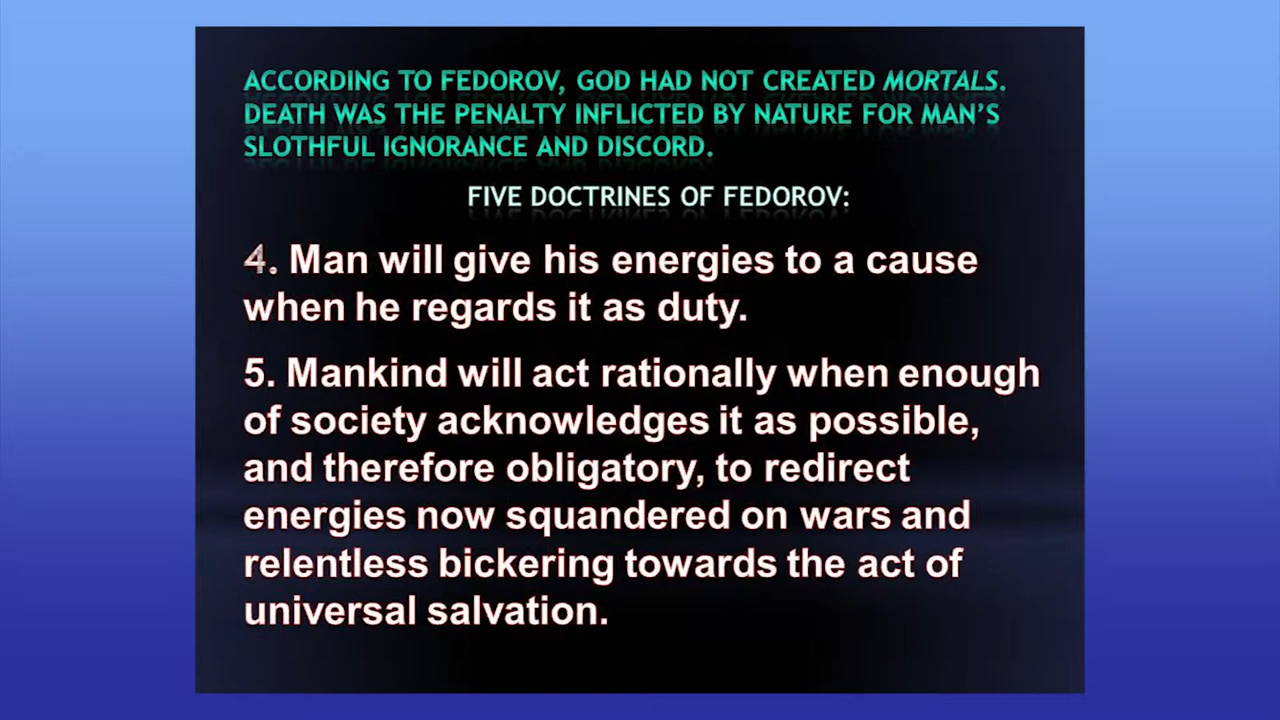 ACCORDING TO FEDOROV, GOD HAD NOT CREATED MORTALS.
DEATH WAS THE PENALTY INFLICTED BY NATURE FOR MAN'S
SLOTHFUL IGNORANCE AND DISCORD.
FIVE DOCTRINES OF FEDOROV:
4. Man will give his energies to a cause
when he regards it as duty.
5. Mankind will act rationally when enough
of society acknowledges it as possible,
and therefore obligatory, to redirect
energies now squandered on wars and
relentless bickering towards the act of
universal salvation.